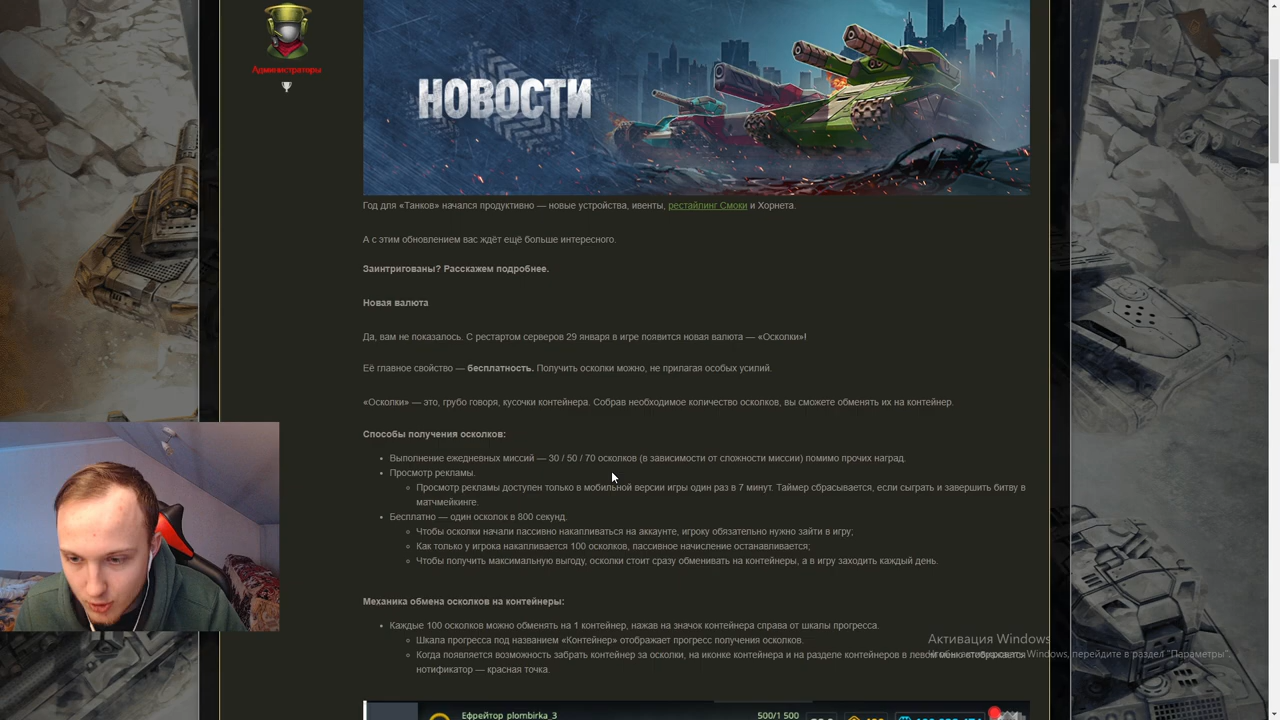 Администраторы
НОВОСТИ
Год для «Танков» начался продуктивно — новые устройства, ивенты, рестайлинг Смоки и Хорнета.
А с этим обновлением вас ждёт ещё больше интересного.
Заинтригованы? Расскажем подробнее.
Новая валюта
Да, вам не показалось. С рестартом серверов 29 января в игре появится новая валюта — «Осколки»!
Её главное свойство — бесплатность. Получить осколки можно, не прилагая особых усилий.
«Осколки» — это, грубо говоря, кусочки контейнера. Собрав необходимое количество осколков, вы сможете обменять их на контейнер.
Способы получения осколков:
Выполнение ежедневных миссий — 30 / 50 / 70 осколков (в зависимости от сложности миссии) помимо прочих наград.
Просмотр рекламы.
Просмотр рекламы доступен только в мобильной версии игры один раз в 7 минут. Таймер сбрасывается, если сыграть и завершить битву в
матчмейкинге.
Бесплатно — один осколок в 800 секунд.
Чтобы осколки начали пассивно накапливаться на аккаунте, игроку обязательно нужно зайти в игру;
Как только у игрока накапливается 100 осколков, пассивное начисление останавливается;
Чтобы получить максимальную выгоду, осколки стоит сразу обменивать на контейнеры, а в игру заходить каждый день.
Механика обмена осколков на контейнеры:
Каждые 100 осколков можно обменять на 1 контейнер, нажав на значок контейнера справа от шкалы прогресса.
Шкала прогресса под названием «Контейнер» отображает прогресс получения осколков.
Когда появляется возможность забрать контейнер за осколки, на иконке контейнера и на разделе контейнеров в левом меню
нотификатор — красная точка.
Активация Windows
Чтобы активировать Windows, перейдите в раздел "Параметры".
Ефрейтор plombirka_3
500/1 500